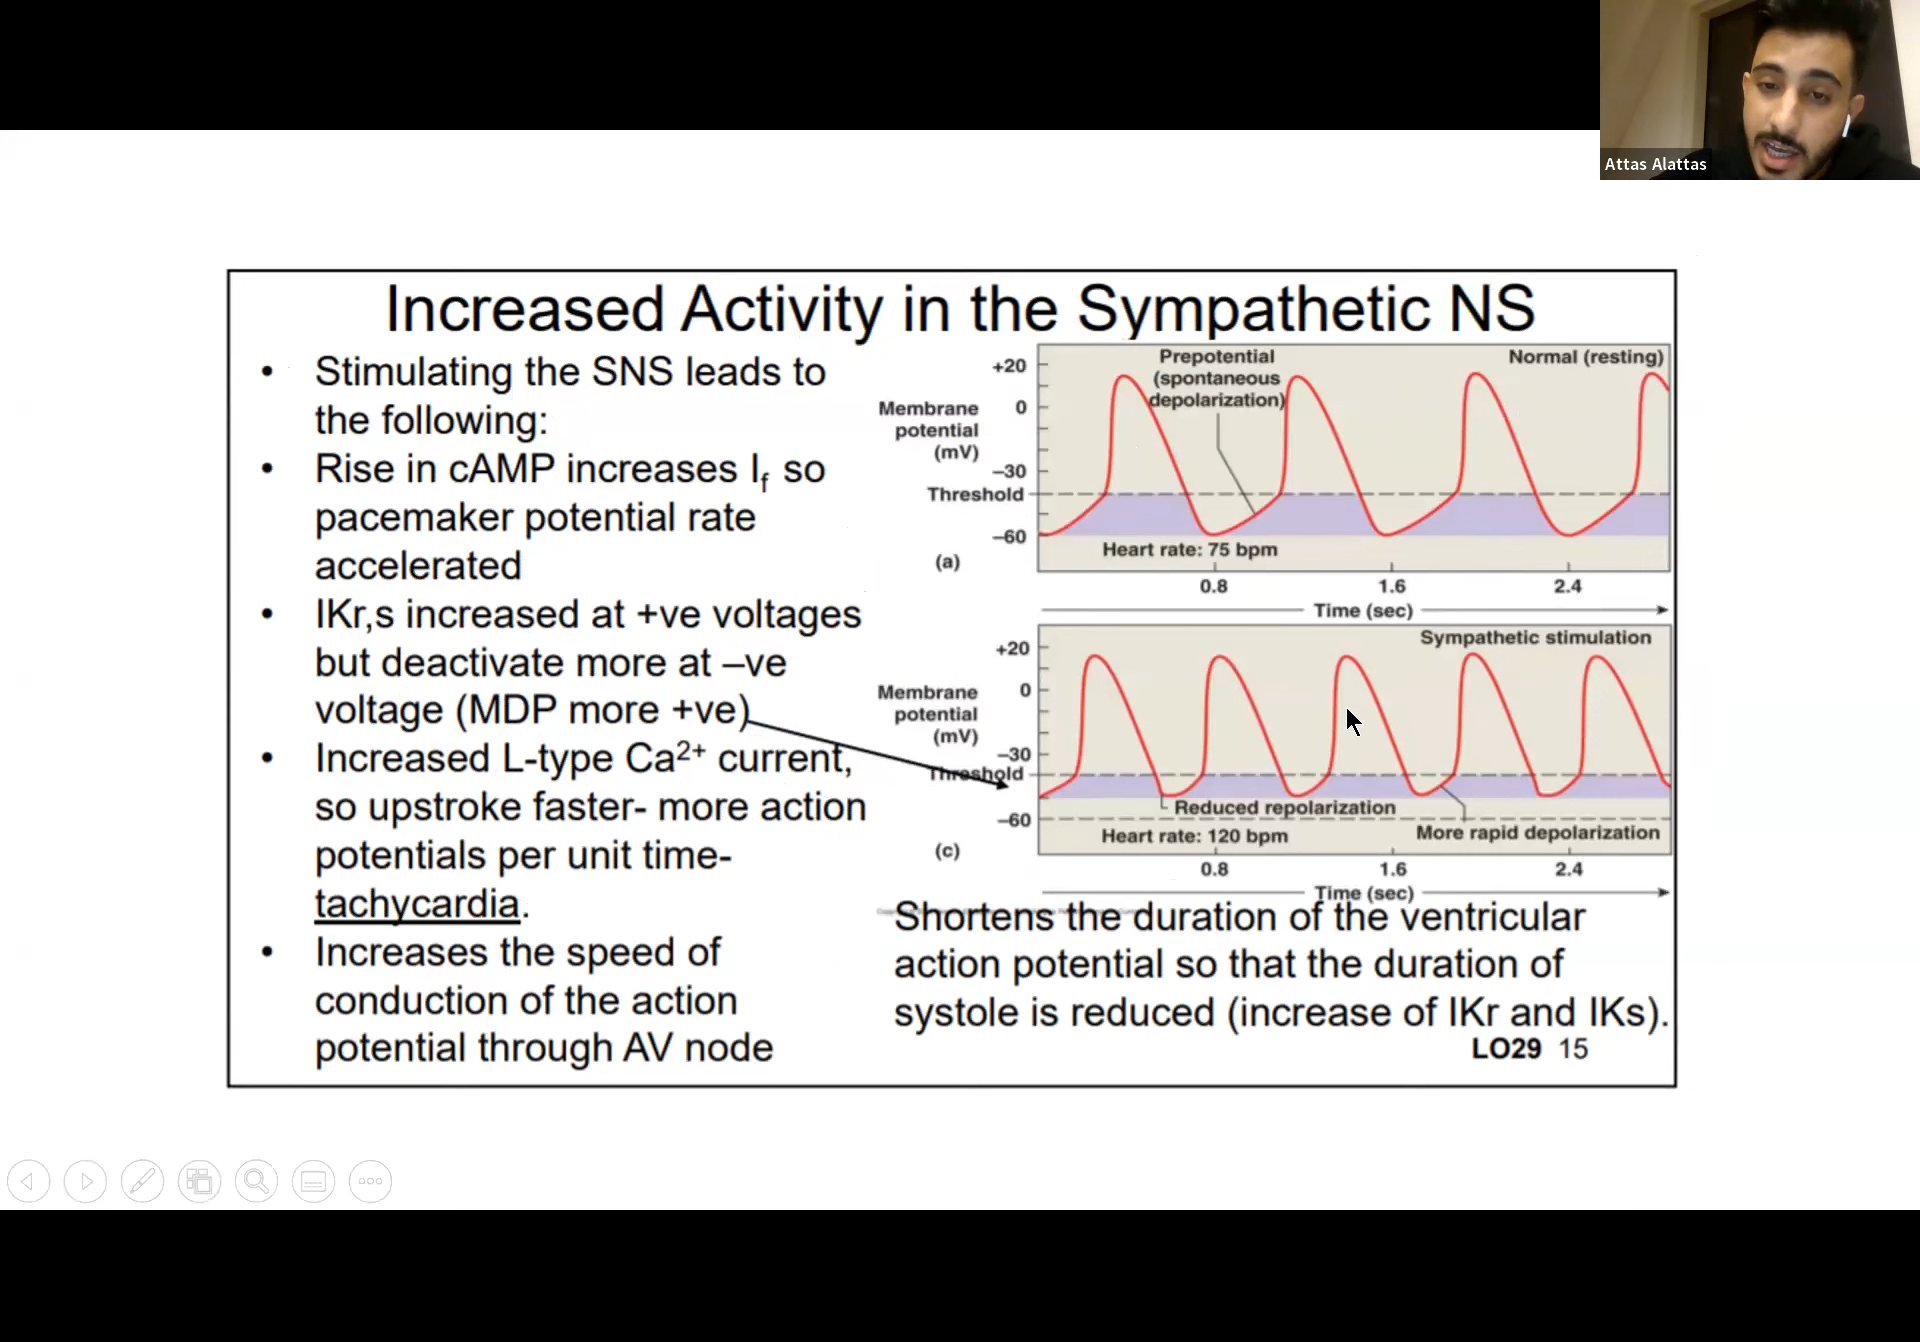 Attas Alattas
Increased Activity in the Sympathetic NS
• Stimulating the SNS leads to
the following:
• Rise in cAMP increases If so
pacemaker potential rate
accelerated
• IKr,s increased at +ve voltages
but deactivate more at –ve
voltage (MDP more +ve)
• Increased L-type Ca2+ current,
so upstroke faster- more action
potentials per unit time-
tachycardia.
• Increases the speed of
conduction of the action
potential through AV node
Prepotential
(spontaneous
depolarization)
Normal (resting)
+20
Membrane
potential
(mV)
0
–30
Threshold
–60
Heart rate: 75 bpm
(a)
0.8
1.6
2.4
Time (sec)
Sympathetic stimulation
+20
Membrane
potential
(mV)
0
–30
Threshold
Reduced repolarization
–60
Heart rate: 120 bpm
More rapid depolarization
(c)
0.8
1.6
2.4
Time (sec)
Shortens the duration of the ventricular
action potential so that the duration of
systole is reduced (increase of IKr and IKs).
LO29 15